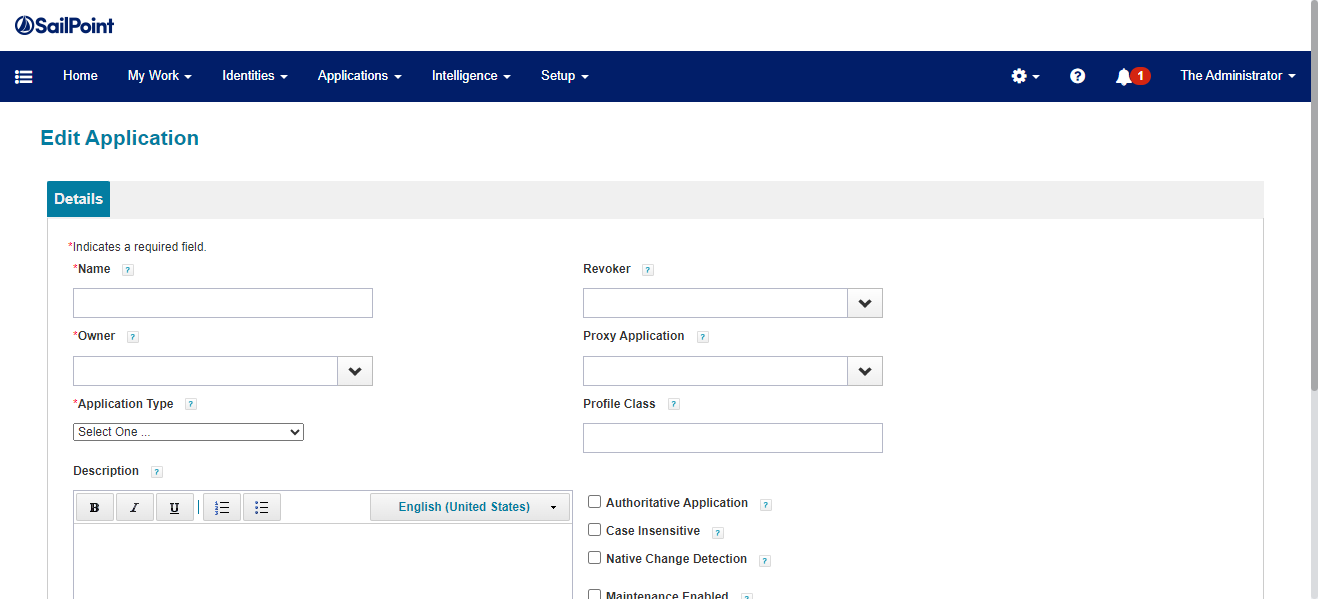 SailPoint
Home My Work Identities Applications Intelligence Setup ? 1 The Administrator
Edit Application
Details
*Indicates a required field.
*Name ?
Revoker ?
*Owner ?
Proxy Application ?
*Application Type ?
Profile Class ?
Select One ...
Description ?
B I U English (United States)
Authoritative Application ?
Case Insensitive ?
Native Change Detection ?
Maintenance Enabled ?